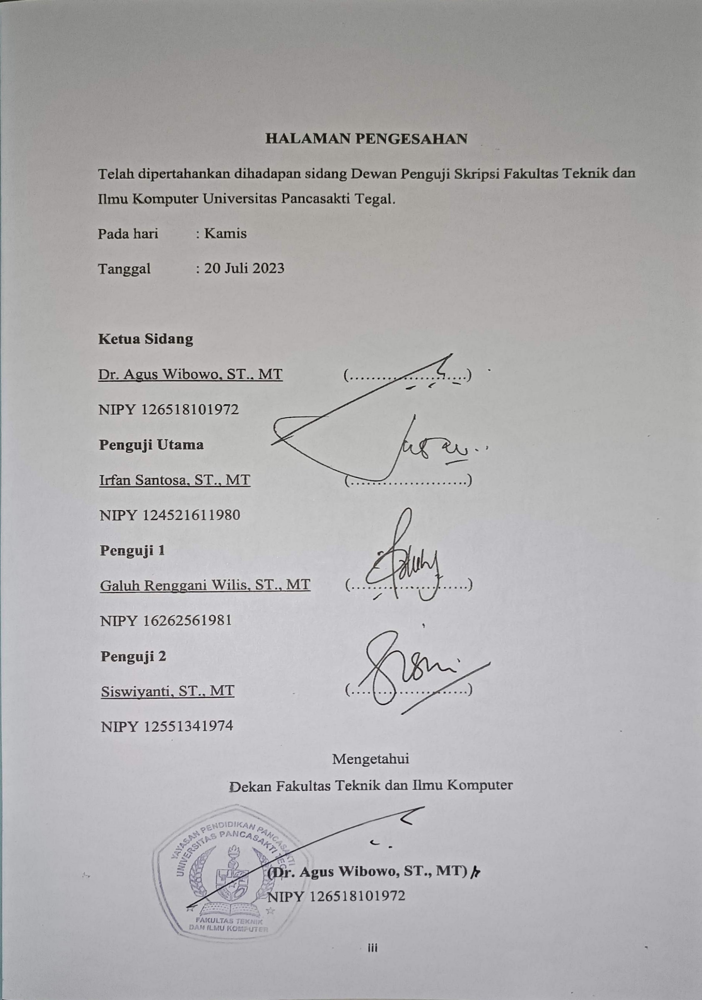 HALAMAN PENGESAHAN
Telah dipertahankan dihadapan sidang Dewan Penguji Skripsi Fakultas Teknik dan
Ilmu Komputer Universitas Pancasakti Tegal.
Pada hari : Kamis
Tanggal : 20 Juli 2023
Ketua Sidang
Dr. Agus Wibowo, ST., MT (........................)
NIPY 126518101972
Penguji Utama
Irfan Santosa, ST., MT (........................)
NIPY 124521611980
Penguji 1
Galuh Renggani Wilis, ST., MT (........................)
NIPY 16262561981
Penguji 2
Siswiyanti, ST., MT (........................)
NIPY 12551341974
Mengetahui
Dekan Fakultas Teknik dan Ilmu Komputer
YAYASAN PENDIDIKAN PANCASAKTI
UNIVERSITAS PANCASAKTI TEGAL
(Dr. Agus Wibowo, ST., MT)
NIPY 126518101972
FAKULTAS TEKNIK
DAN ILMU KOMPUTER
iii